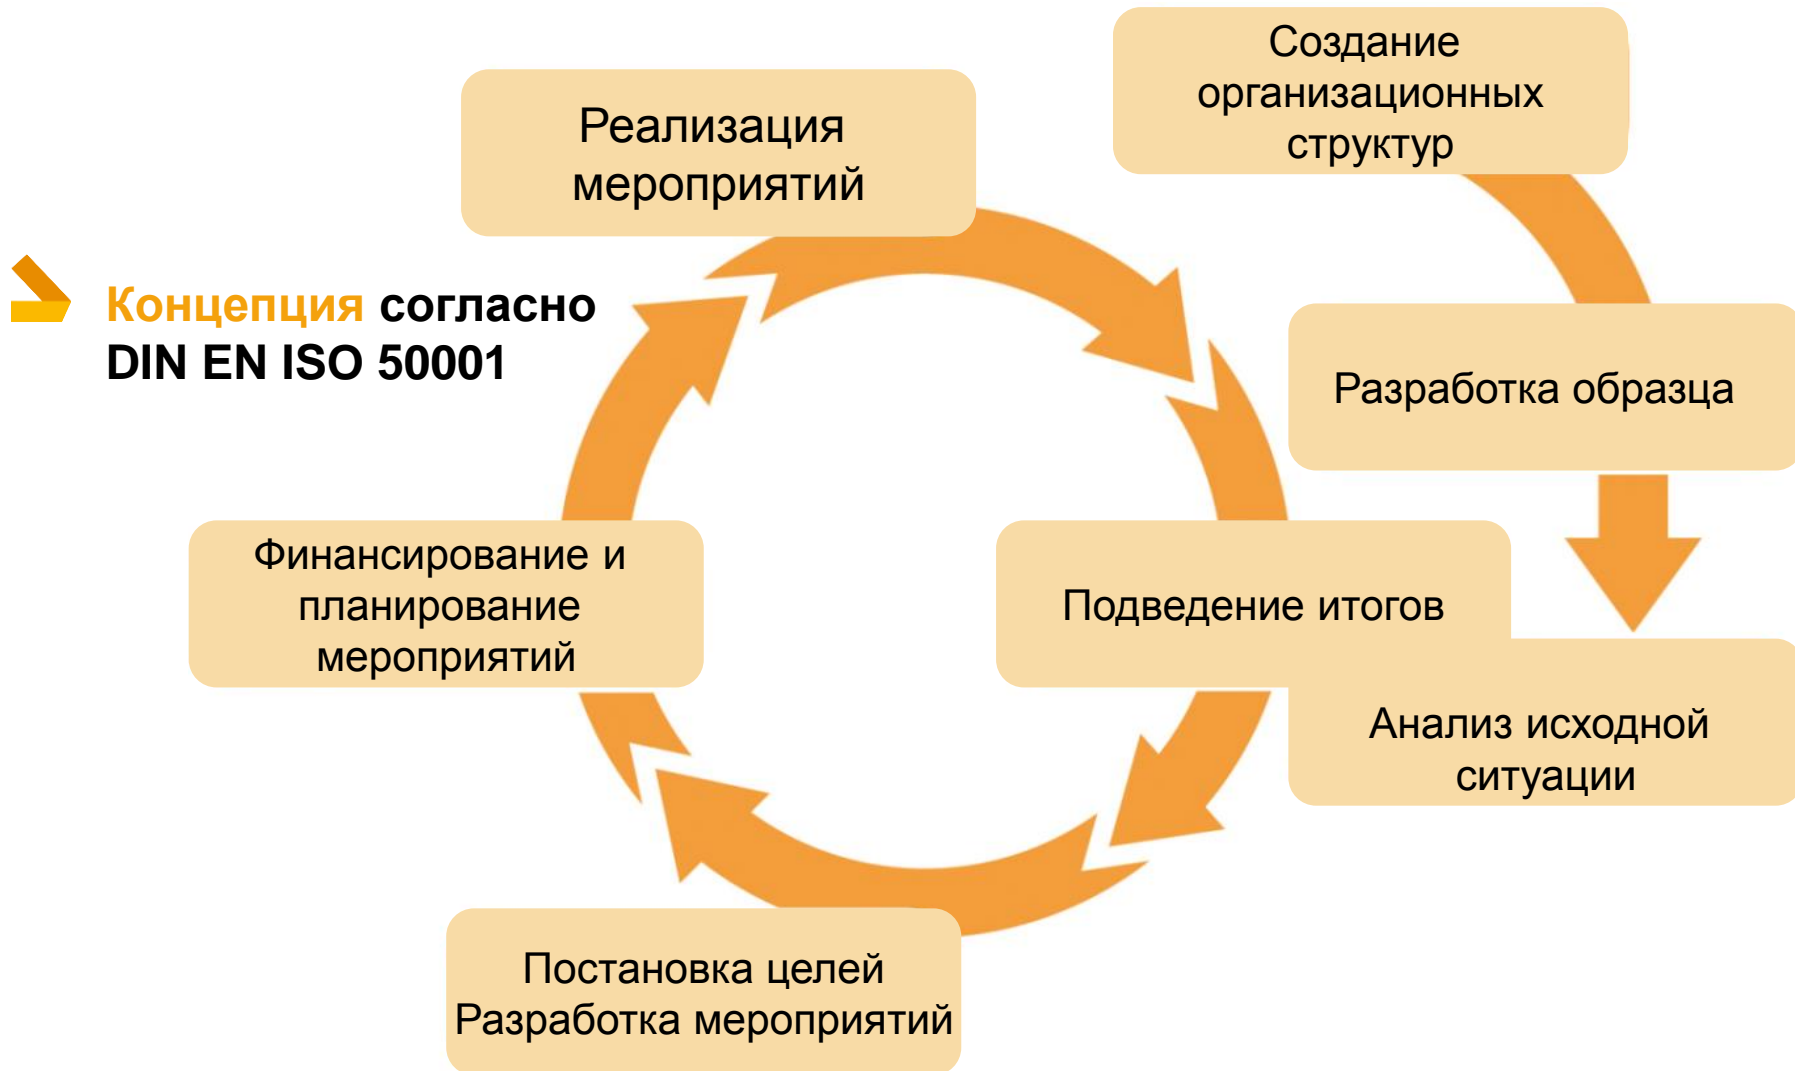 Создание
организационных
структур
Реализация
мероприятий
Концепция согласно
DIN EN ISO 50001
Разработка образца
Финансирование и
планирование
мероприятий
Подведение итогов
Анализ исходной
ситуации
Постановка целей
Разработка мероприятий